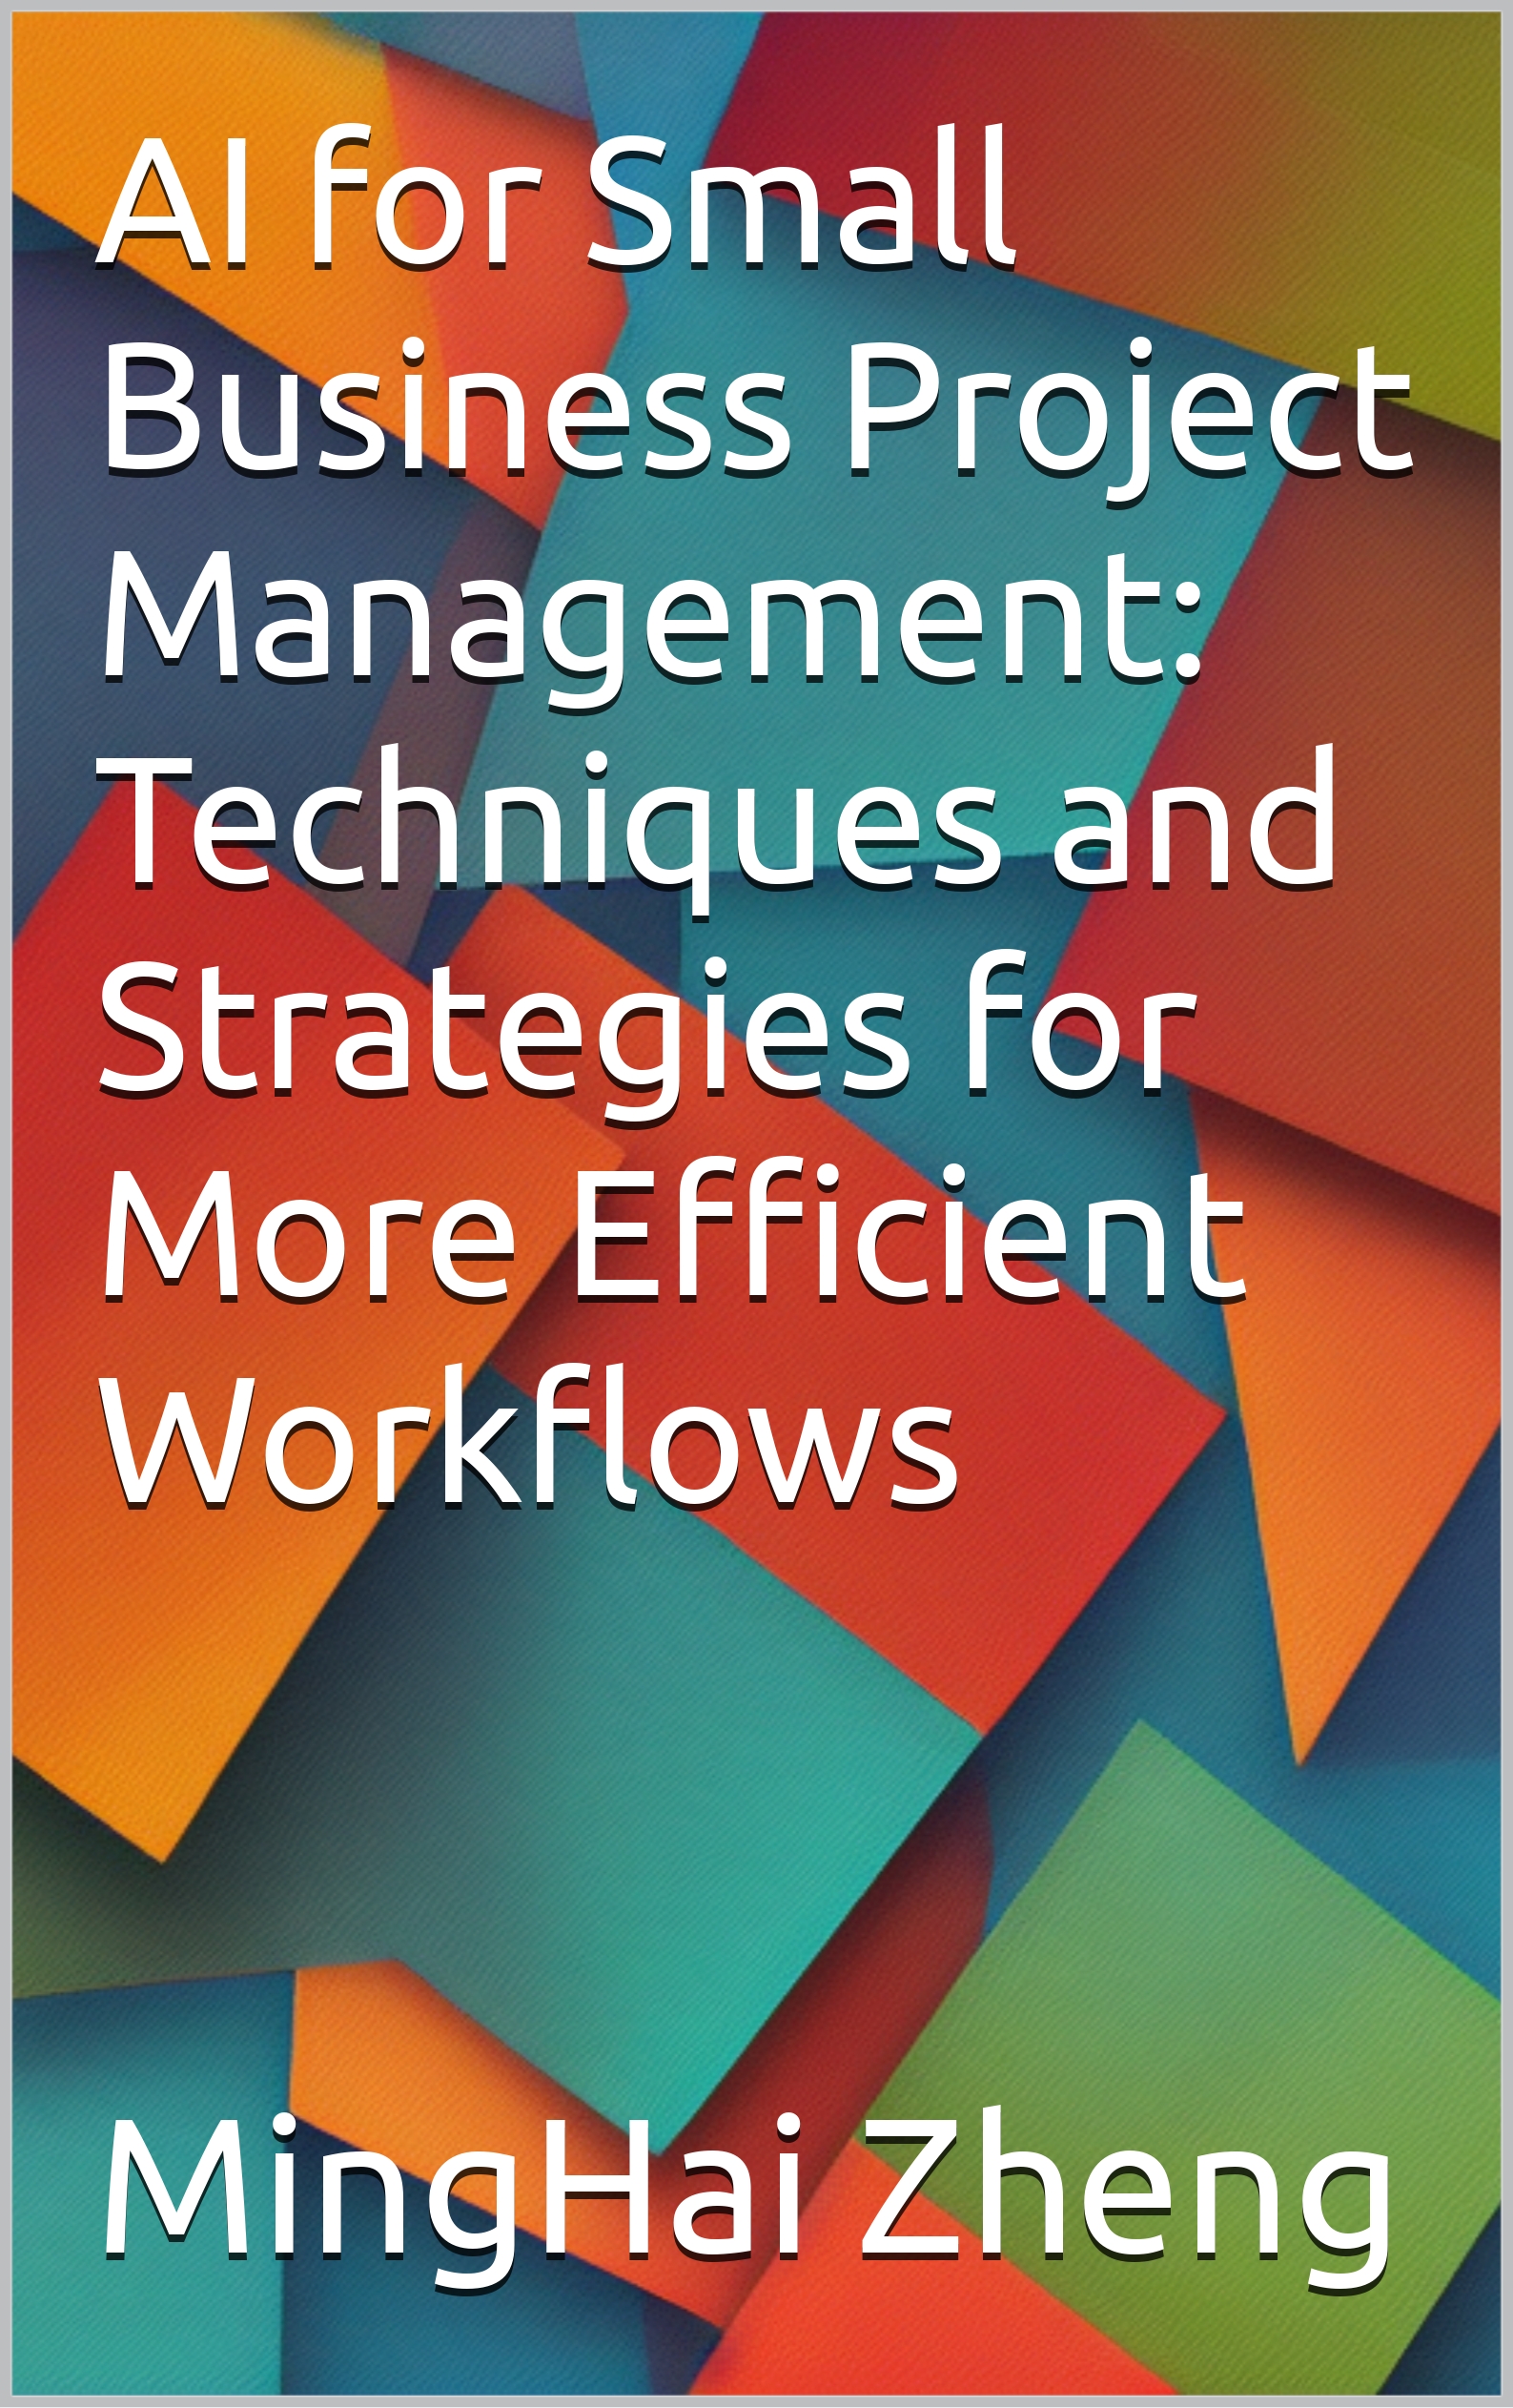 AI for Small
Business Project
Management:
Techniques and
Strategies for
More Efficient
Workflows
MingHai Zheng